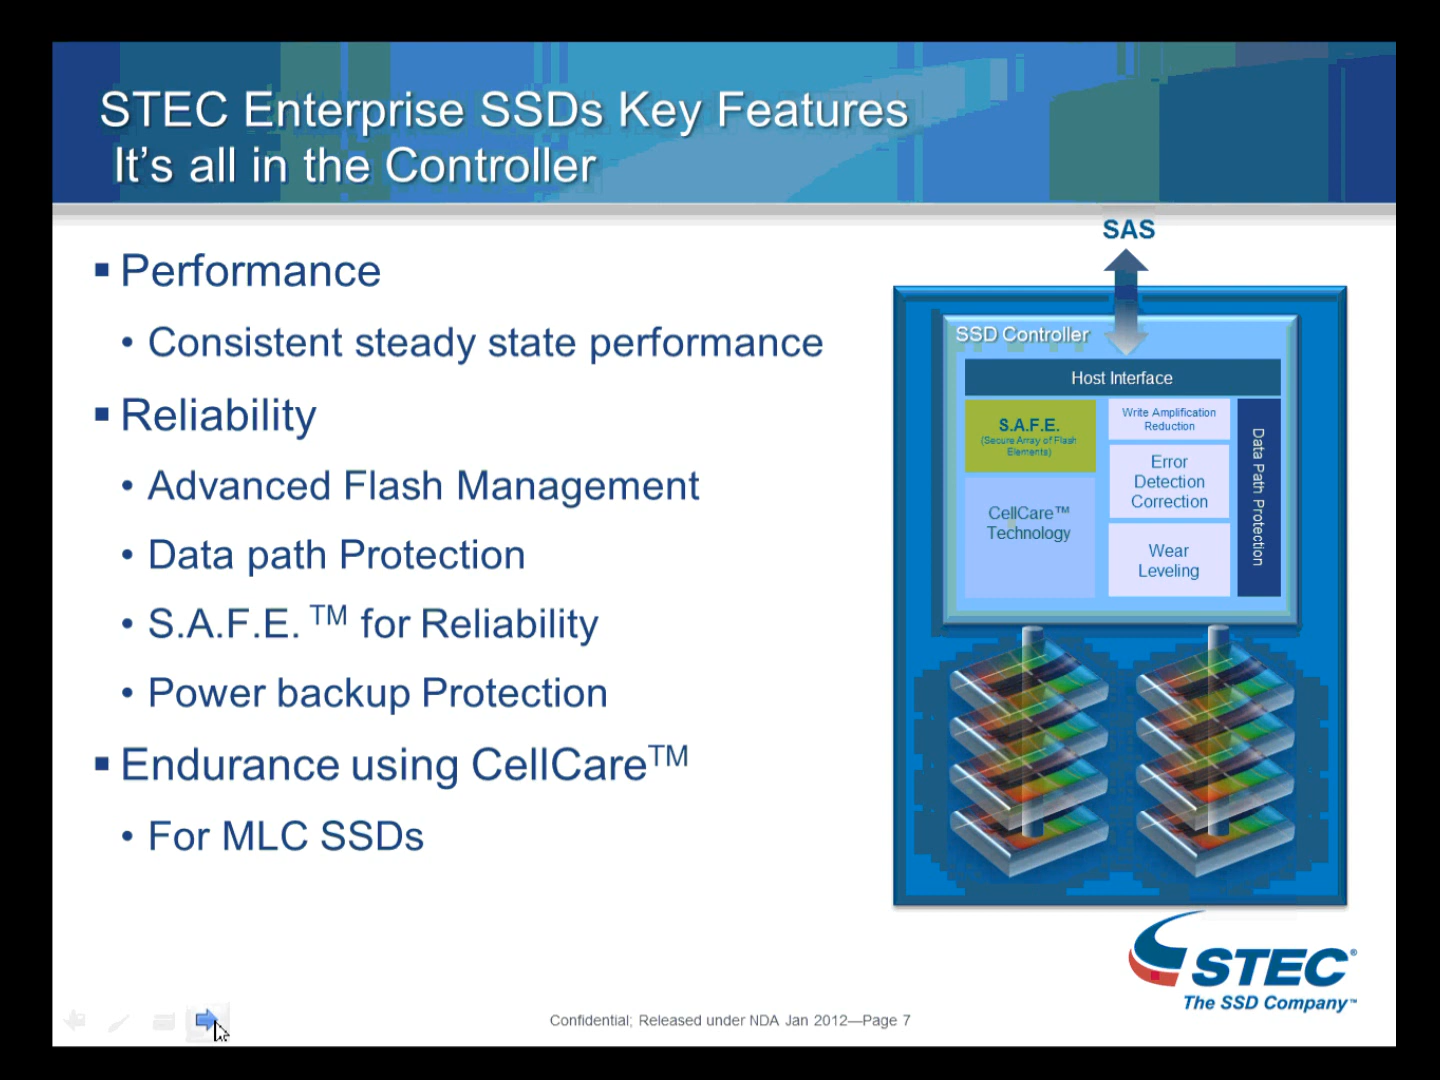 STEC Enterprise SSDs Key Features
It's all in the Controller
▪ Performance
• Consistent steady state performance
▪ Reliability
• Advanced Flash Management
• Data path Protection
• S.A.F.E. ™ for Reliability
• Power backup Protection
▪ Endurance using CellCare™
• For MLC SSDs
SAS
SSD Controller
Host Interface
S.A.F.E.
(Secure Array of Flash
Elements)
CellCare™
Technology
Write Amplification
Reduction
Error
Detection
Correction
Wear
Leveling
Data Path Protection
STEC®
The SSD Company™
Confidential; Released under NDA Jan 2012—Page 7